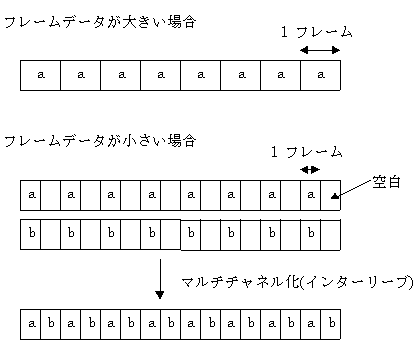 フレームデータが大きい場合
1 フレーム
a a a a a a a a
フレームデータが小さい場合
1 フレーム
a a a a a a a a
空白
b b b b b b b b
マルチチャネル化(インターリーブ)
a b a b a b a b a b a b a b a b